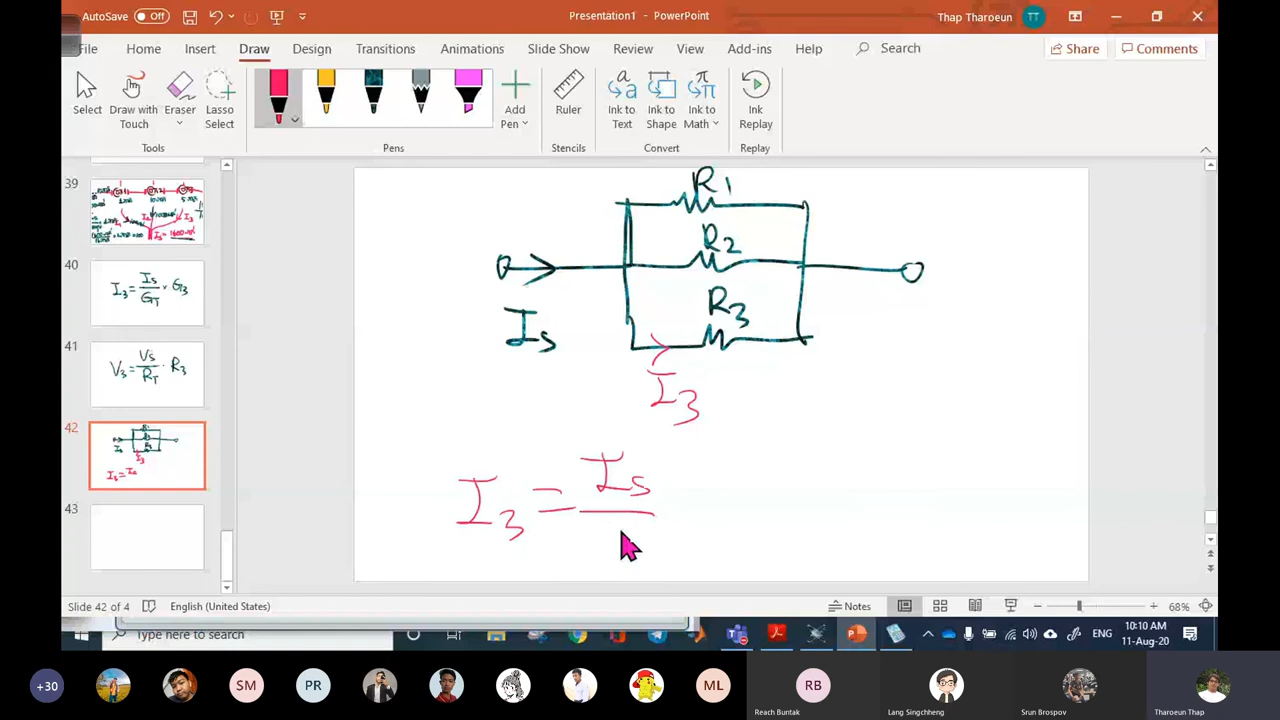 AutoSave Off
Presentation1 - PowerPoint
Thap Tharoeun TT
File Home Insert Draw Design Transitions Animations Slide Show Review View Add-ins Help Search Share Comments
Select Draw with Touch Eraser Lasso Select
Add Pen Ruler Ink to Text Ink to Shape Ink to Math Ink Replay
Tools Pens Stencils Convert Replay
39
40
I3 = Is/GT · G3
41
V3 = Vs/RT · R3
42
43
R1
R2
R3
Is
I3
I3 = Is
Slide 42 of 4 English (United States) Notes 68%
Type here to search
ENG 10:10 AM 11-Aug-20
+30 SM PR ML RB
Reach Buntak Lang Singchheng Srun Brospov Tharoeun Thap